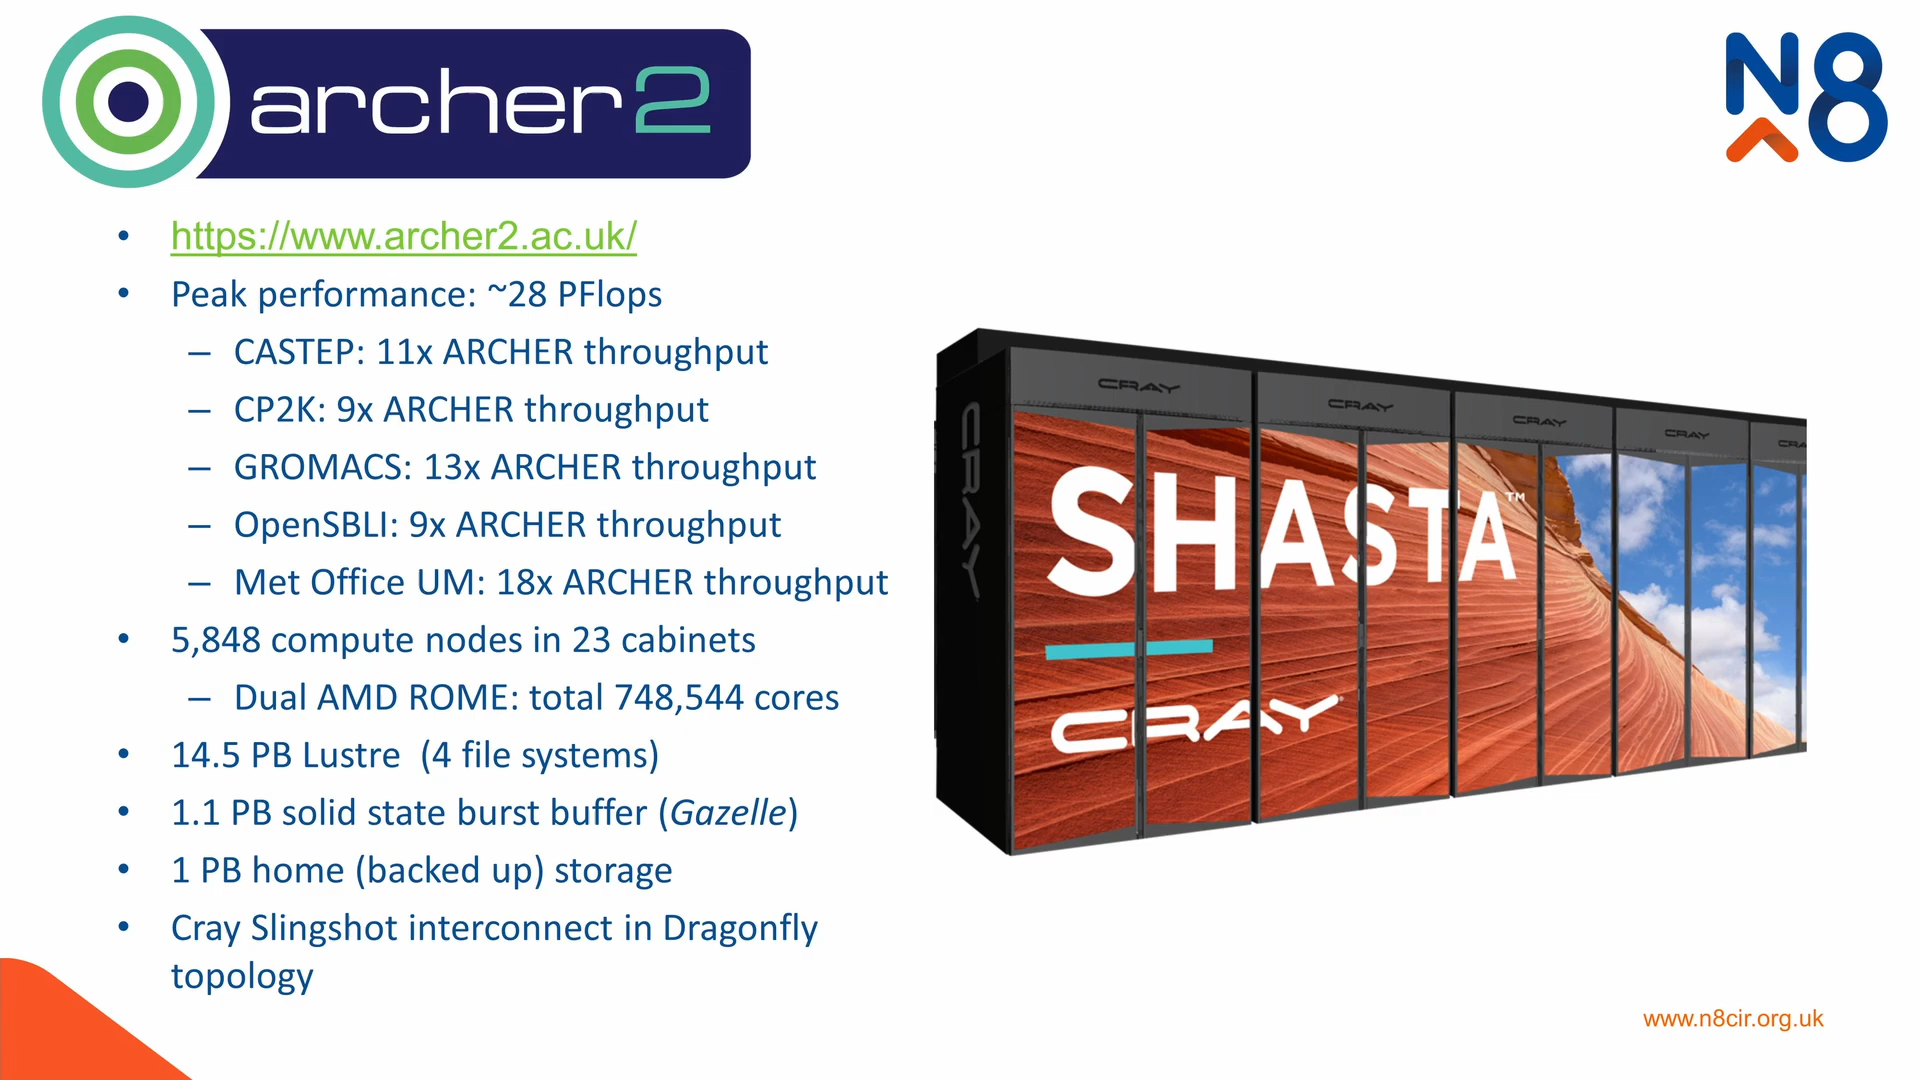 archer2
N8
• https://www.archer2.ac.uk/
• Peak performance: ~28 PFlops
– CASTEP: 11x ARCHER throughput
– CP2K: 9x ARCHER throughput
– GROMACS: 13x ARCHER throughput
– OpenSBLI: 9x ARCHER throughput
– Met Office UM: 18x ARCHER throughput
• 5,848 compute nodes in 23 cabinets
– Dual AMD ROME: total 748,544 cores
• 14.5 PB Lustre (4 file systems)
• 1.1 PB solid state burst buffer (Gazelle)
• 1 PB home (backed up) storage
• Cray Slingshot interconnect in Dragonfly
topology
CRAY
CRAY
CRAY
CRAY
CRA
CRAY
SHASTA™
CRAY
www.n8cir.org.uk